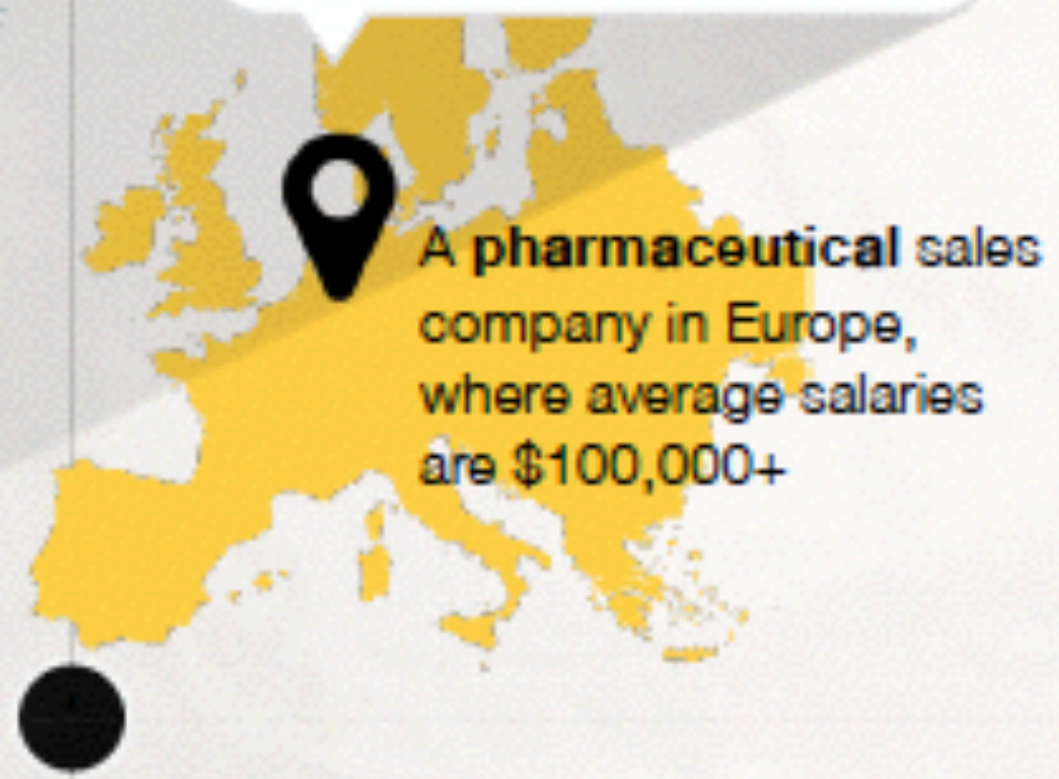 A pharmaceutical sales
company in Europe,
where average salaries
are $100,000+